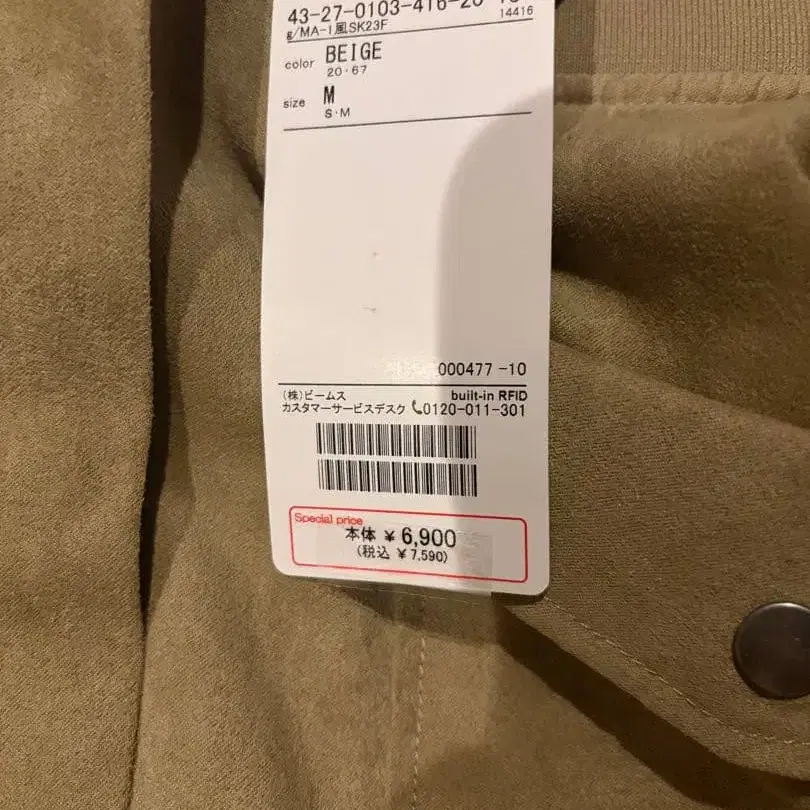 43-27-0103-416-20
14416
g/MA-1風SK23F
color BEIGE
20・67
size M
S・M
000477 -10
(株)ビームス built-in RFID
カスタマーサービスデスク 0120-011-301
Special price
本体 ¥ 6,900
(税込 ¥ 7,590)